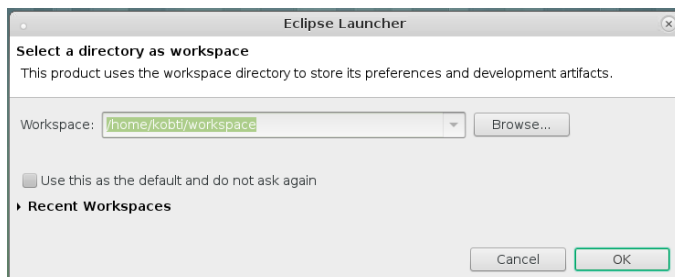 Eclipse Launcher
Select a directory as workspace
This product uses the workspace directory to store its preferences and development artifacts.
Workspace: /home/kobti/workspace Browse...
Use this as the default and do not ask again
Recent Workspaces
Cancel OK